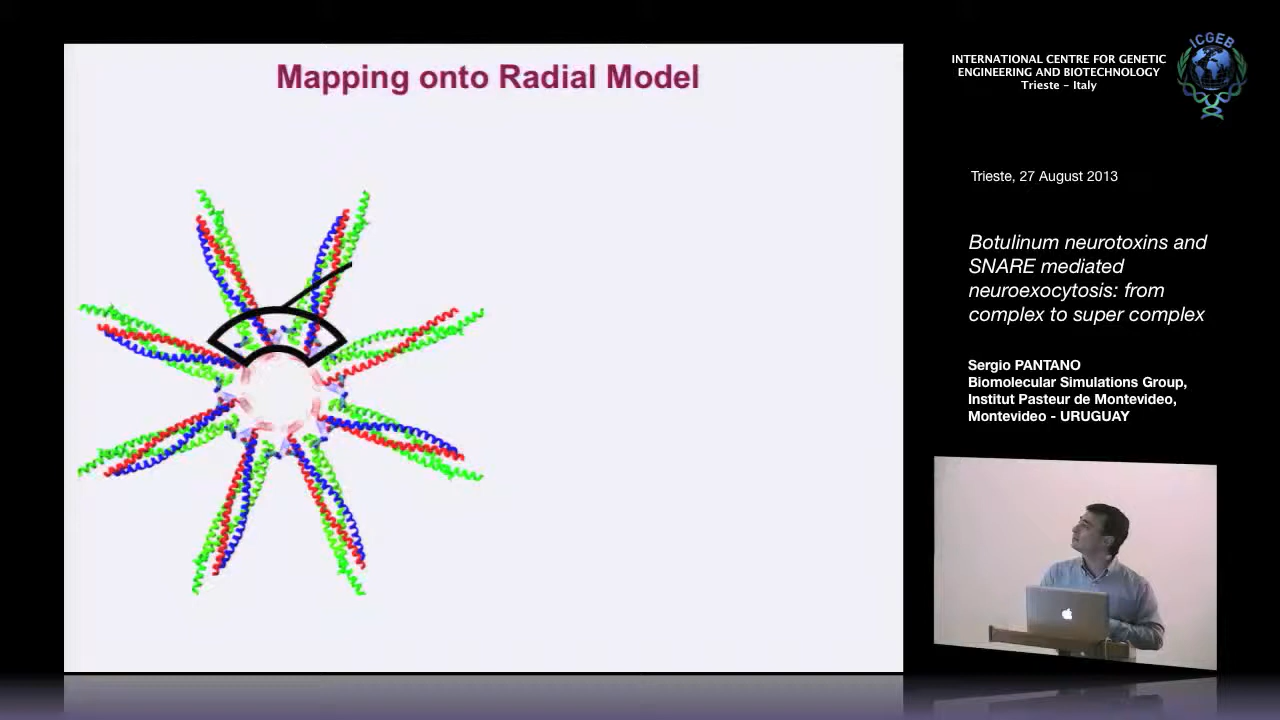 Mapping onto Radial Model
ICGEB
INTERNATIONAL CENTRE FOR GENETIC
ENGINEERING AND BIOTECHNOLOGY
Trieste - Italy
Trieste, 27 August 2013
Botulinum neurotoxins and
SNARE mediated
neuroexocytosis: from
complex to super complex
Sergio PANTANO
Biomolecular Simulations Group,
Institut Pasteur de Montevideo,
Montevideo - URUGUAY